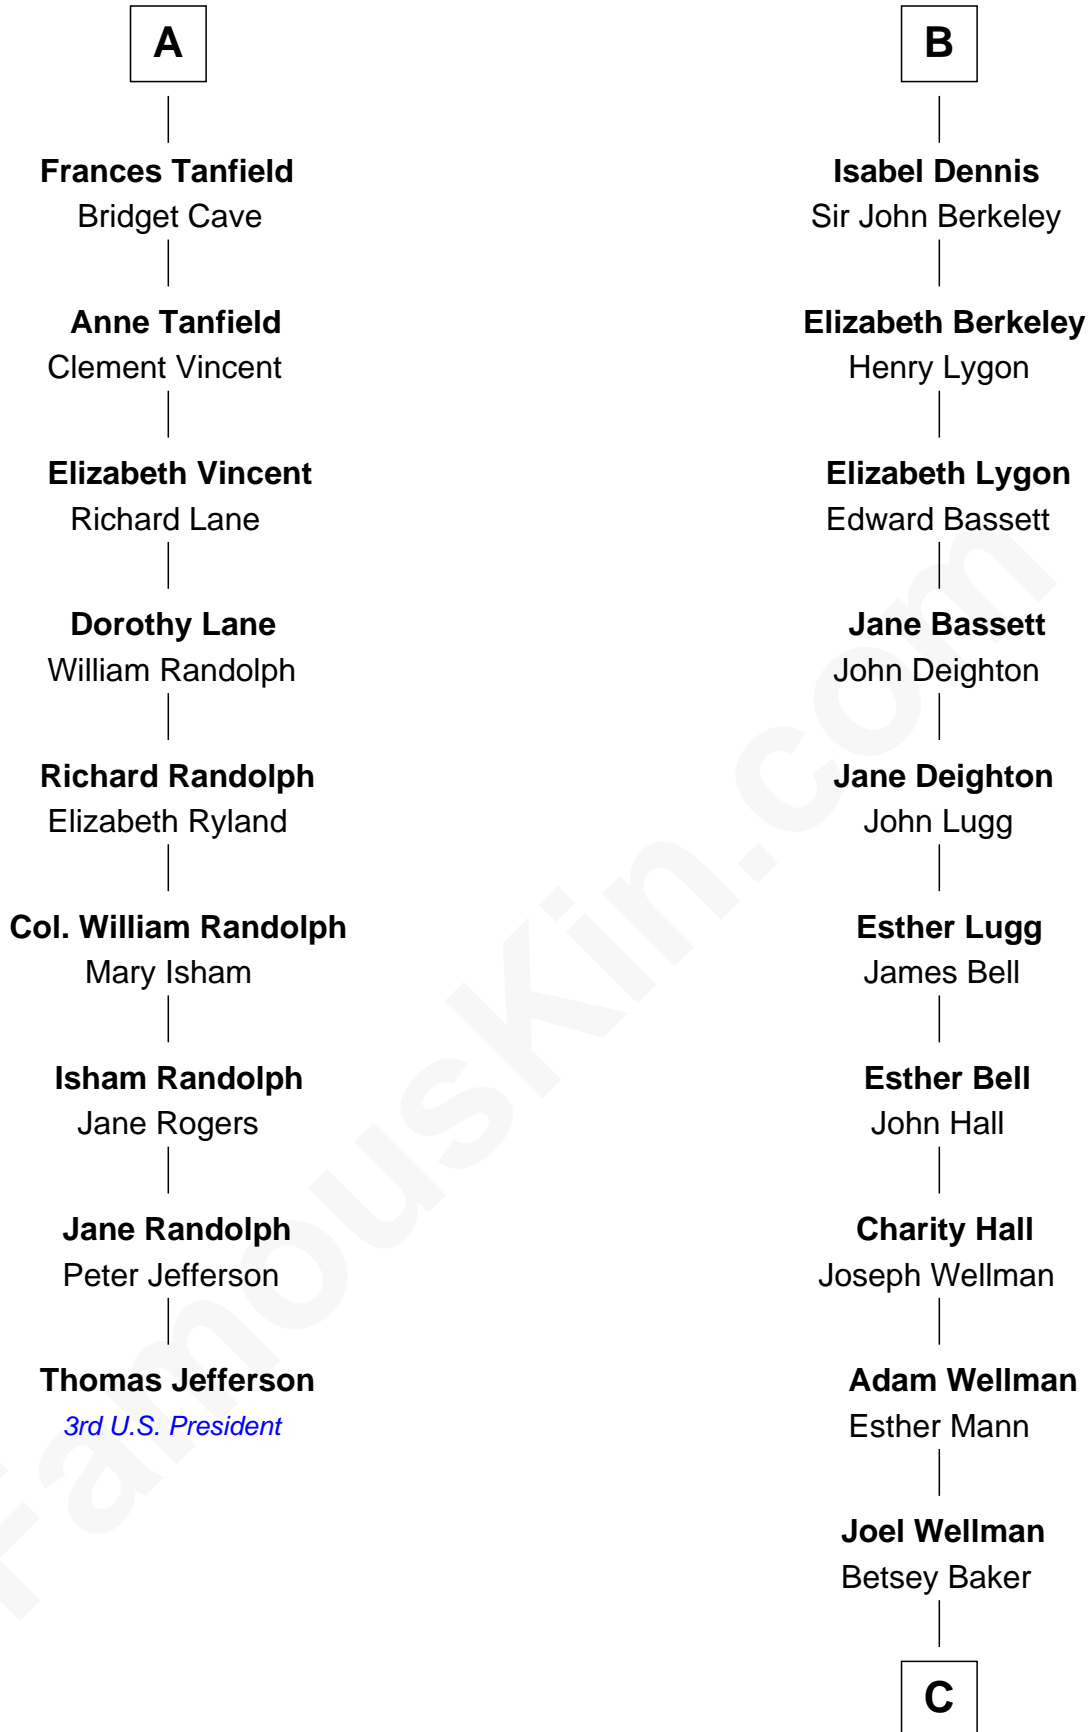 A
Frances Tanfield
Bridget Cave
Anne Tanfield
Clement Vincent
Elizabeth Vincent
Richard Lane
Dorothy Lane
William Randolph
Richard Randolph
Elizabeth Ryland
Col. William Randolph
Mary Isham
Isham Randolph
Jane Rogers
Jane Randolph
Peter Jefferson
Thomas Jefferson
3rd U.S. President
B
Isabel Dennis
Sir John Berkeley
Elizabeth Berkeley
Henry Lygon
Elizabeth Lygon
Edward Bassett
Jane Bassett
John Deighton
Jane Deighton
John Lugg
Esther Lugg
James Bell
Esther Bell
John Hall
Charity Hall
Joseph Wellman
Adam Wellman
Esther Mann
Joel Wellman
Betsey Baker
C
FamousKin.com